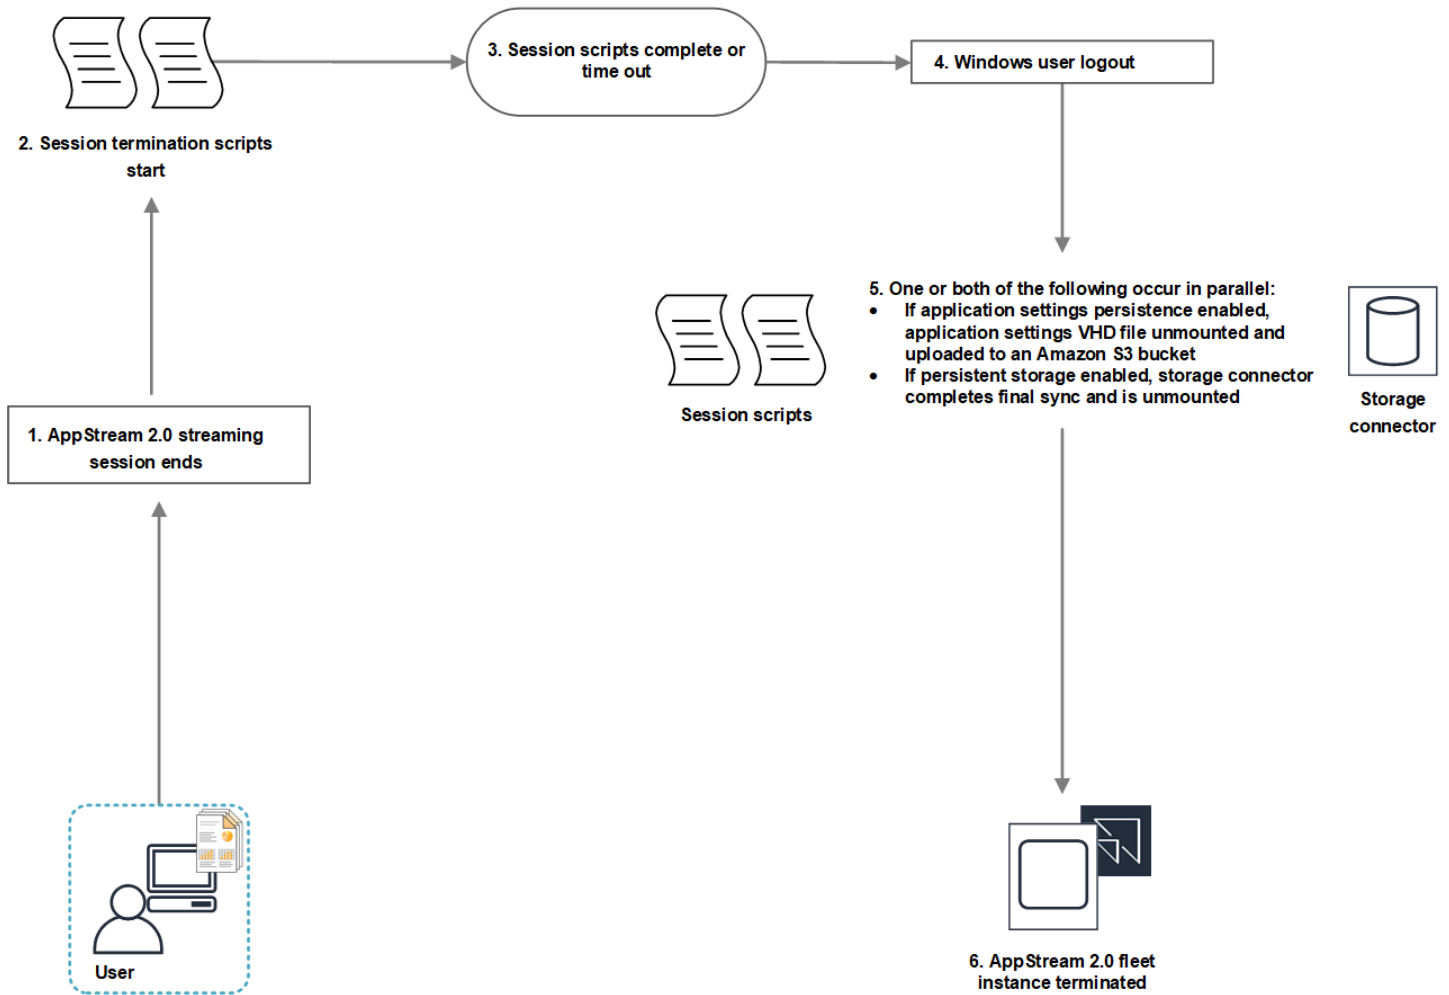 2. Session termination scripts
start
3. Session scripts complete or
time out
4. Windows user logout
1. AppStream 2.0 streaming
session ends
Session scripts
5. One or both of the following occur in parallel:
• If application settings persistence enabled,
application settings VHD file unmounted and
uploaded to an Amazon S3 bucket
• If persistent storage enabled, storage connector
completes final sync and is unmounted
Storage
connector
User
6. AppStream 2.0 fleet
instance terminated